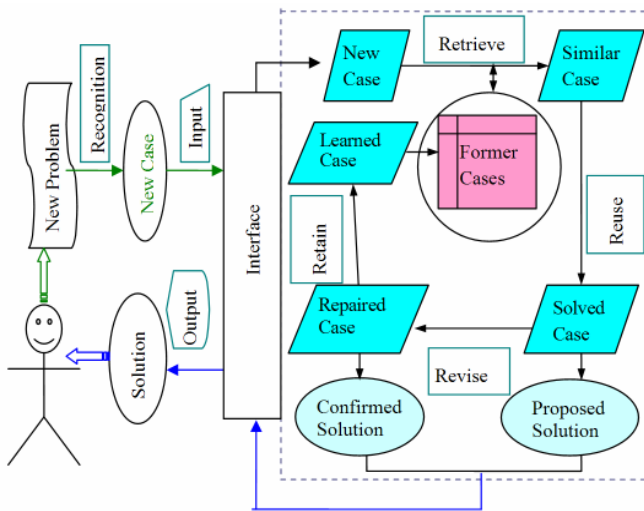 New
Case
Retrieve
Similar
Case
New Problem
Recognition
New Case
Input
Interface
Learned
Case
Former
Cases
Reuse
Retain
Output
Solution
Repaired
Case
Solved
Case
Revise
Confirmed
Solution
Proposed
Solution